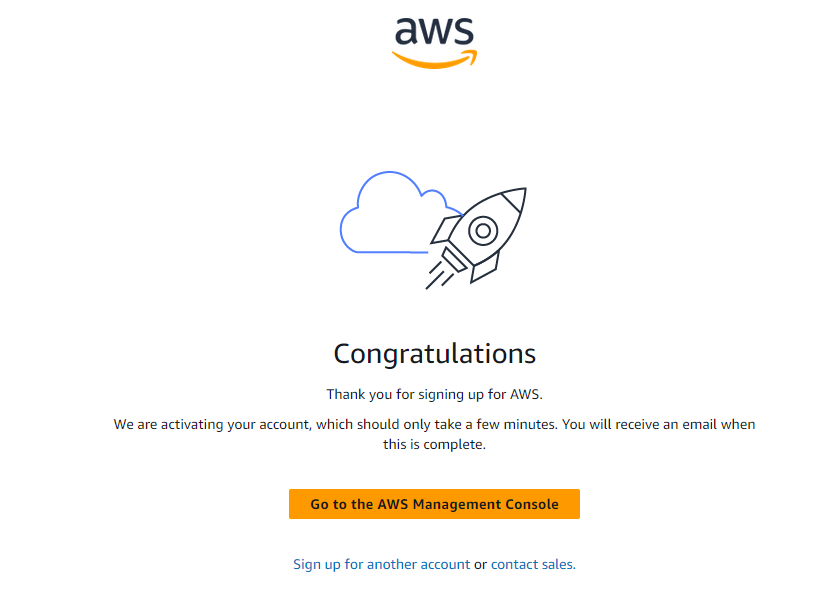 aws
Congratulations
Thank you for signing up for AWS.
We are activating your account, which should only take a few minutes. You will receive an email when
this is complete.
Go to the AWS Management Console
Sign up for another account or contact sales.